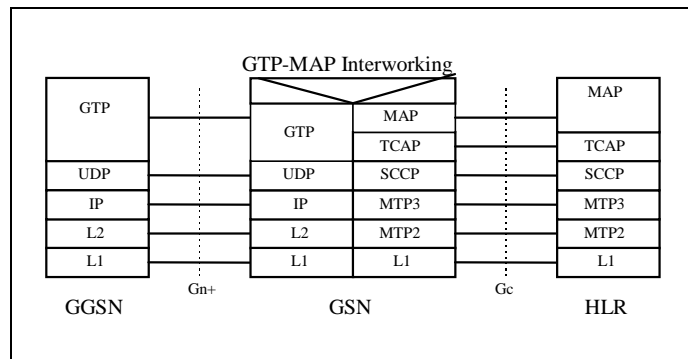 GTP-MAP Interworking
GTP
GTP
MAP
MAP
TCAP
TCAP
UDP
UDP
SCCP
SCCP
IP
IP
MTP3
MTP3
L2
L2
MTP2
MTP2
L1
L1
L1
L1
Gn+
Gc
GGSN
GSN
HLR